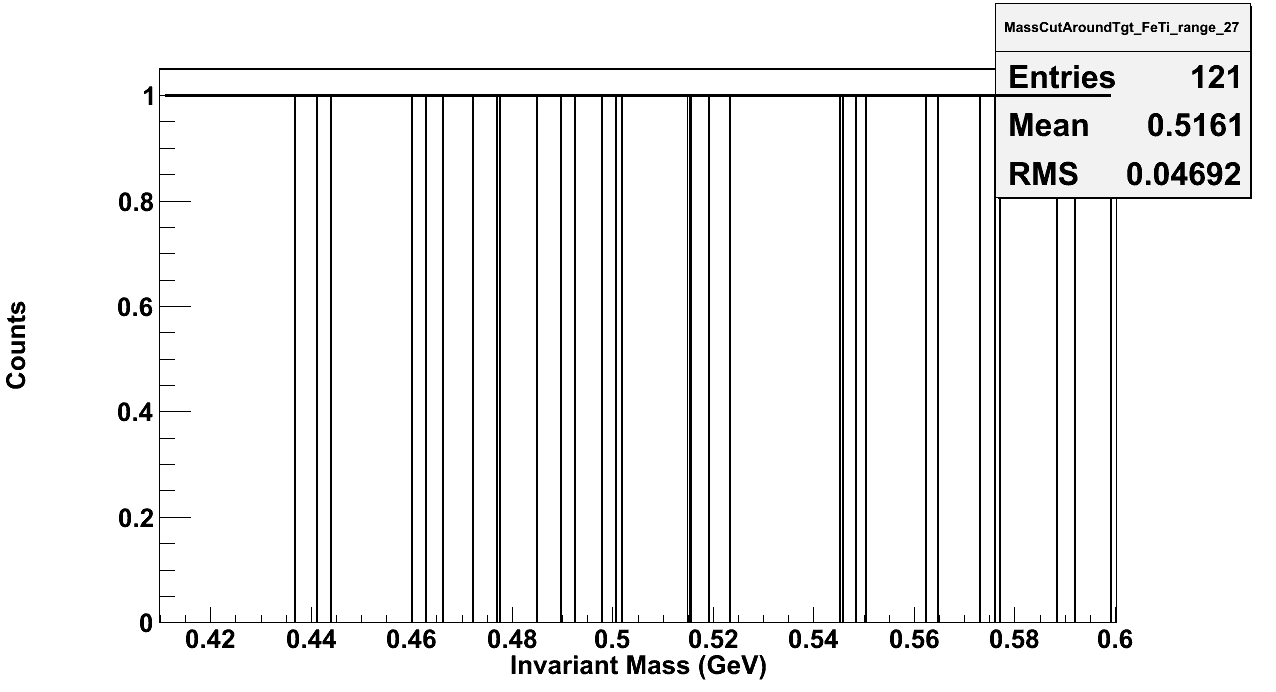 MassCutAroundTgt_FeTi_range_27
Entries 121
Mean 0.5161
RMS 0.04692
1
0.8
0.6
0.4
0.2
0
Counts
0.42 0.44 0.46 0.48 0.5 0.52 0.54 0.56 0.58 0.6
Invariant Mass (GeV)